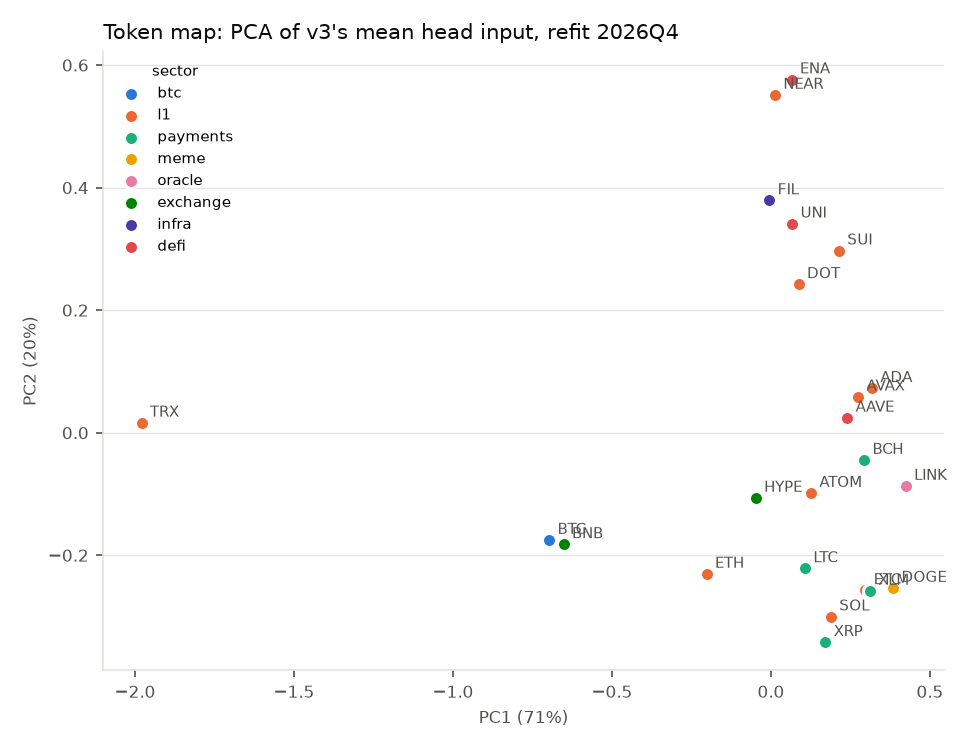 Token map: PCA of v3's mean head input, refit 2026Q4
sector
btc
l1
payments
meme
oracle
exchange
infra
defi
ENA
NEAR
FIL
UNI
SUI
DOT
ADA
AVAX
AAVE
TRX
BCH
LINK
HYPE
ATOM
BTC
BNB
ETH
LTC
ETC
XLM
DOGE
SOL
XRP
0.6
0.4
0.2
0.0
−0.2
PC2 (20%)
−2.0
−1.5
−1.0
−0.5
0.0
0.5
PC1 (71%)